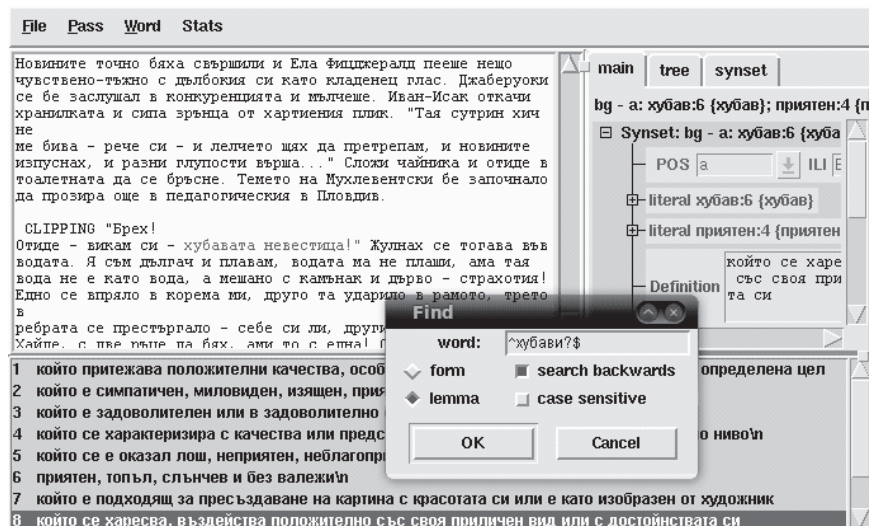 File Pass Word Stats
Новините точно бяха свършили и Ела Фицджералд пееше нещо
чувствено-тъжно с дълбокия си като кладенец глас. Джаберуоки
се бе заслушал в конкуренцията и мълчеше. Иван-Исак откачи
хранилката и сипа зрънца от хартиения плик. "Тая сутрин хич
не
ме бива - рече си - и лелчето щях да претрепам, и новините
изпуснах, и разни глупости върша..." Сложи чайника и отиде в
тоалетната да се бръсне. Темето на Мухлевентски бе започнало
да прозира още в педагогическия в Пловдив.
CLIPPING "Брех!
Отиде - викам си - хубавата невестица!" Жулнах се тогава във
водата. Я съм дългач и плавам, водата ма не плаши, ама тая
вода не е като вода, а мешано с камънак и дърво - страхотия!
Едно се впряло в корема ми, друго та ударило в рамото, трето
в
ребрата се престъргало - себе си ли, други
Хайде, с две ръце да бях, ами то с една!
main tree synset
bg - a: хубав:6 {хубав}; приятен:4 {п
Synset: bg - a: хубав:6 {хуба
POS a ILI E
literal хубав:6 {хубав}
literal приятен:4 {приятен
Definition
който се харе
със своя при
та си
Find
word: ^хубави?$
form search backwards
lemma case sensitive
OK Cancel
1 който притежава положителни качества, особ определена цел
2 който е симпатичен, миловиден, изящен, прия
3 който е задоволителен или в задоволително
4 който се характеризира с качества или предс о ниво\n
5 който се е оказал лош, неприятен, неблагопр
6 приятен, топъл, слънчев и без валежи\n
7 който е подходящ за пресъздаване на картина с красотата си или е като изобразен от художник
8 който се харесва, въздейства положително със своя приличен вид или с достойнствата си